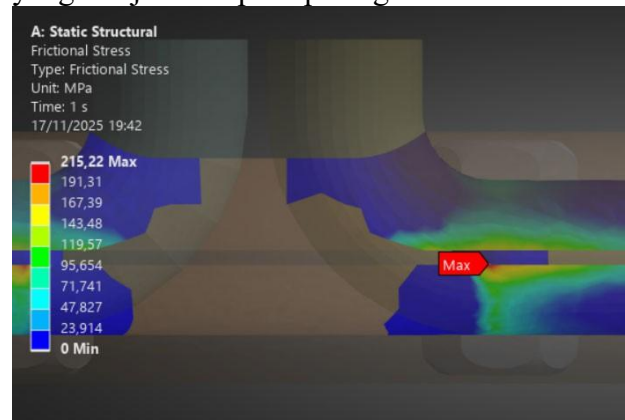 A: Static Structural
Frictional Stress
Type: Frictional Stress
Unit: MPa
Time: 1 s
17/11/2025 19:42
215,22 Max
191,31
167,39
143,48
119,57
95,654
71,741
47,827
23,914
0 Min
Max